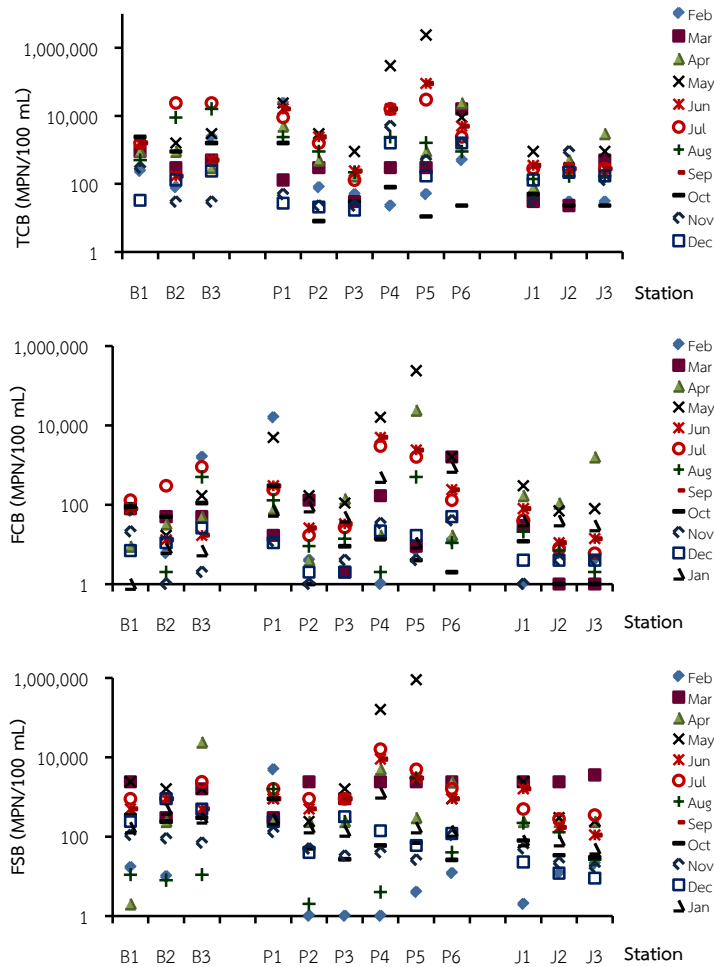 TCB (MPN/100 mL)
1,000,000
10,000
100
1
B1 B2 B3 P1 P2 P3 P4 P5 P6 J1 J2 J3 Station
Feb
Mar
Apr
May
Jun
Jul
Aug
Sep
Oct
Nov
Dec
FCB (MPN/100 mL)
1,000,000
10,000
100
1
B1 B2 B3 P1 P2 P3 P4 P5 P6 J1 J2 J3 Station
Feb
Mar
Apr
May
Jun
Jul
Aug
Sep
Oct
Nov
Dec
Jan
FSB (MPN/100 mL)
1,000,000
10,000
100
1
B1 B2 B3 P1 P2 P3 P4 P5 P6 J1 J2 J3 Station
Feb
Mar
Apr
May
Jun
Jul
Aug
Sep
Oct
Nov
Dec
Jan